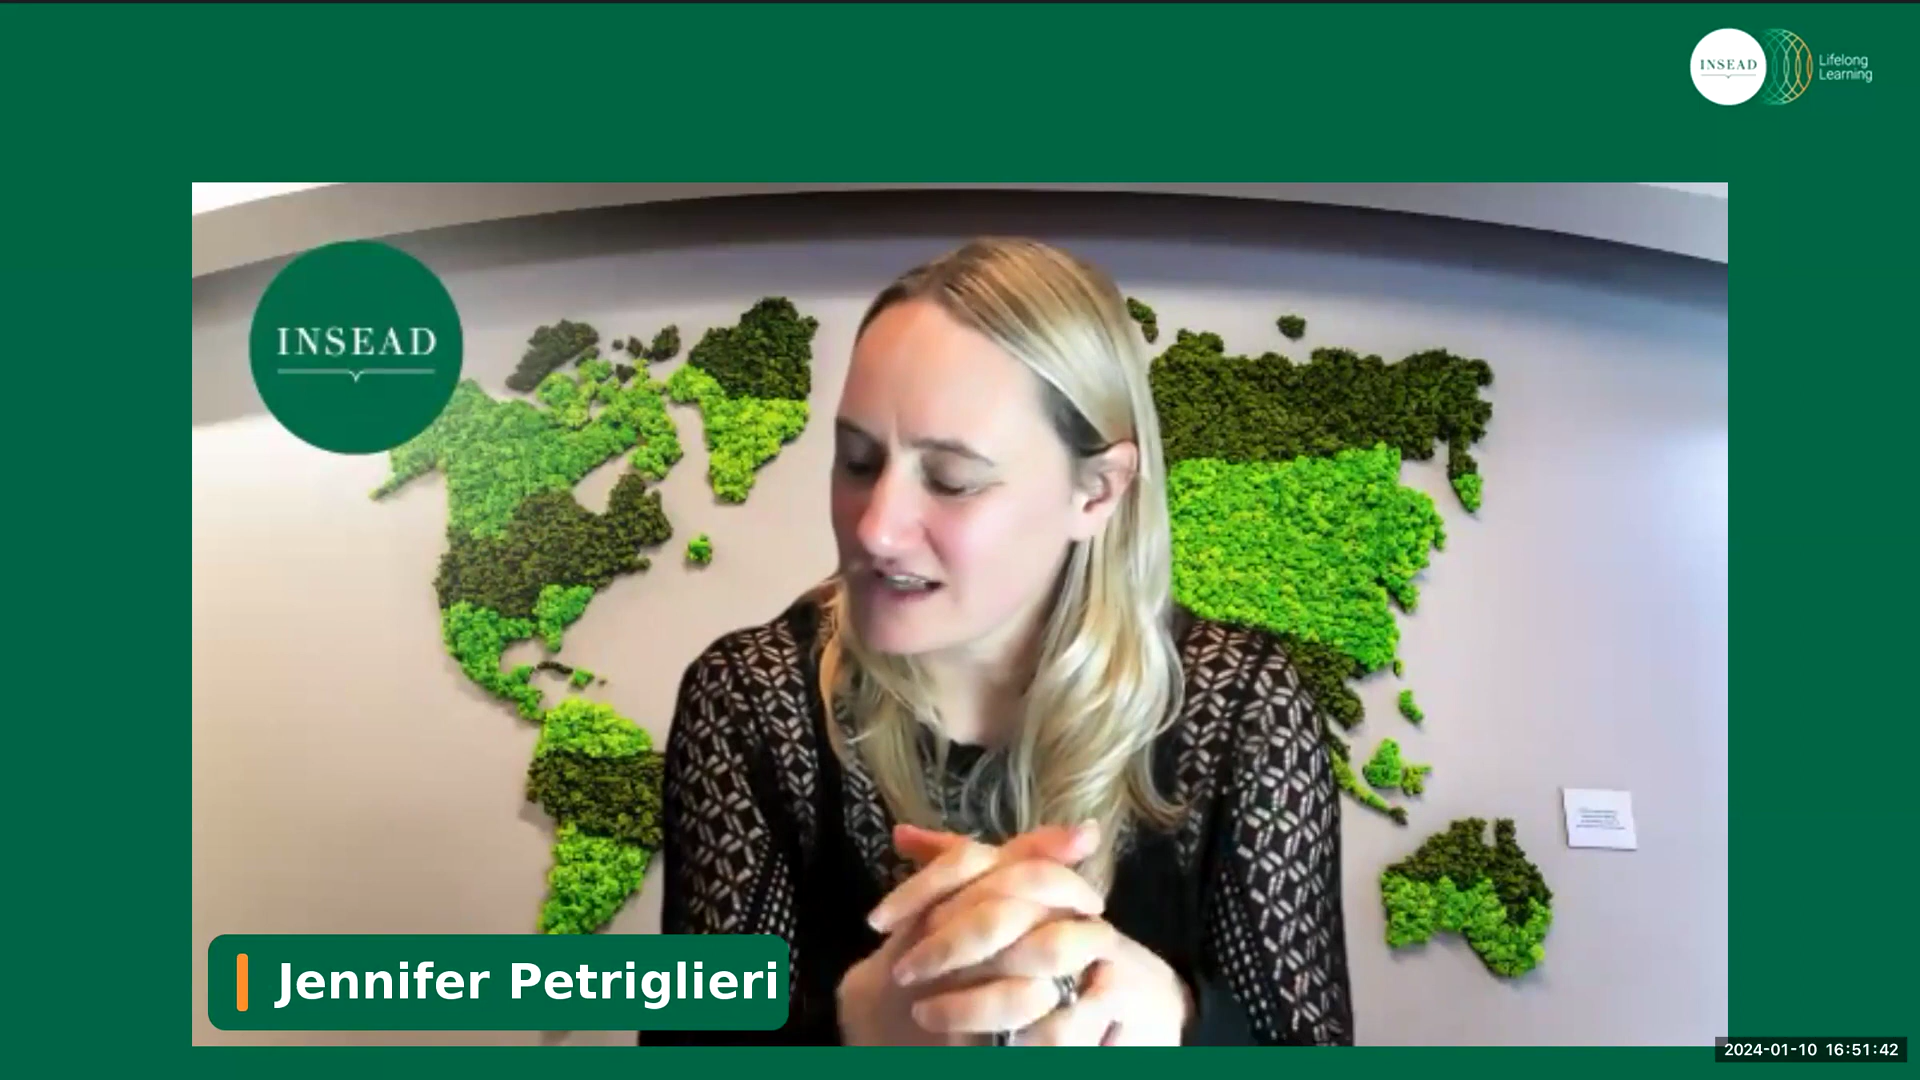 INSEAD
Lifelong
Learning
INSEAD
Jennifer Petriglieri
2024-01-10 16:51:42